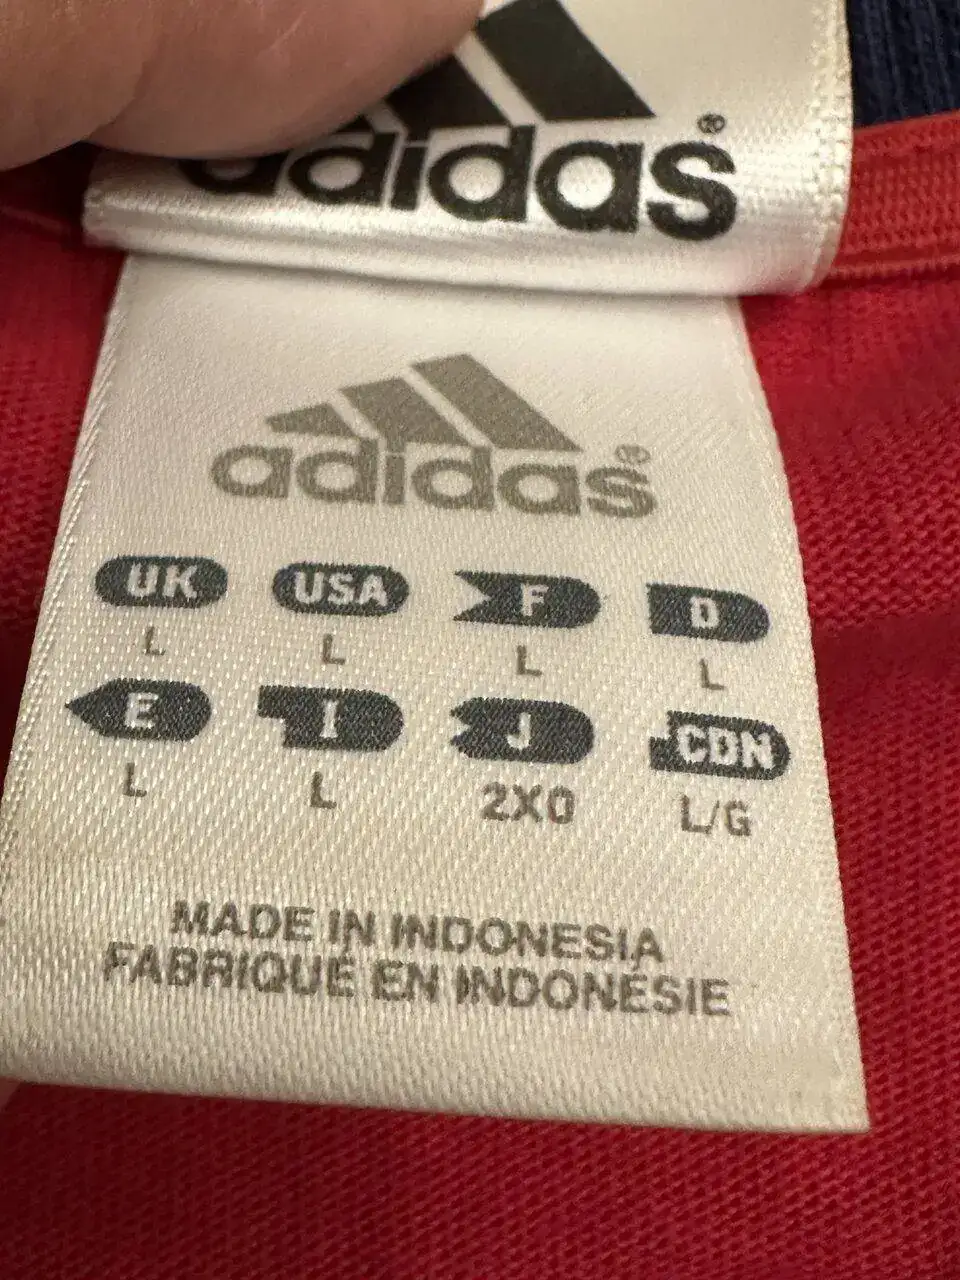 adidas®
adidas®
UK USA F D
L L L L
E I J CDN
L L 2XO L/G
MADE IN INDONESIA
FABRIQUÉ EN INDONÉSIE